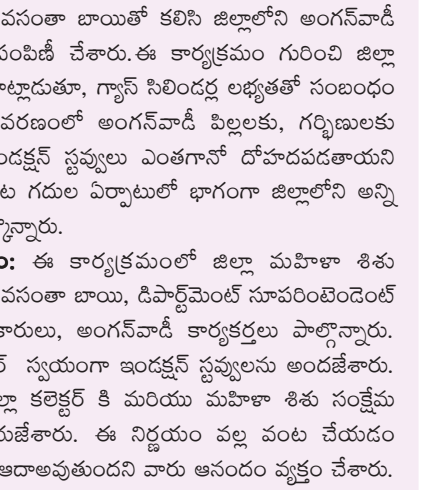 వసంతా బాయితో కలిసి జిల్లాలోని అంగన్‌వాడీ
పంపిణీ చేశారు.ఈ కార్యక్రమం గురించి జిల్లా
ట్లాడుతూ, గ్యాస్ సిలిండర్ల లభ్యతతో సంబంధం
వరణంలో అంగన్‌వాడీ పిల్లలకు, గర్భిణులకు
డక్షన్ స్టవ్వులు ఎంతగానో దోహదపడతాయని
ట గదుల ఏర్పాటులో భాగంగా జిల్లాలోని అన్ని
్కొన్నారు.
ం: ఈ కార్యక్రమంలో జిల్లా మహిళా శిశు
వసంతా బాయి, డిపార్ట్‌మెంట్ సూపరింటెండెంట్
కారులు, అంగన్‌వాడీ కార్యకర్తలు పాల్గొన్నారు.
ర్ స్వయంగా ఇండక్షన్ స్టవ్వులను అందజేశారు.
ల్లా కలెక్టర్ కి మరియు మహిళా శిశు సంక్షేమ
యజేశారు. ఈ నిర్ణయం వల్ల వంట చేయడం
ఆదాఅవుతుందని వారు ఆనందం వ్యక్తం చేశారు.